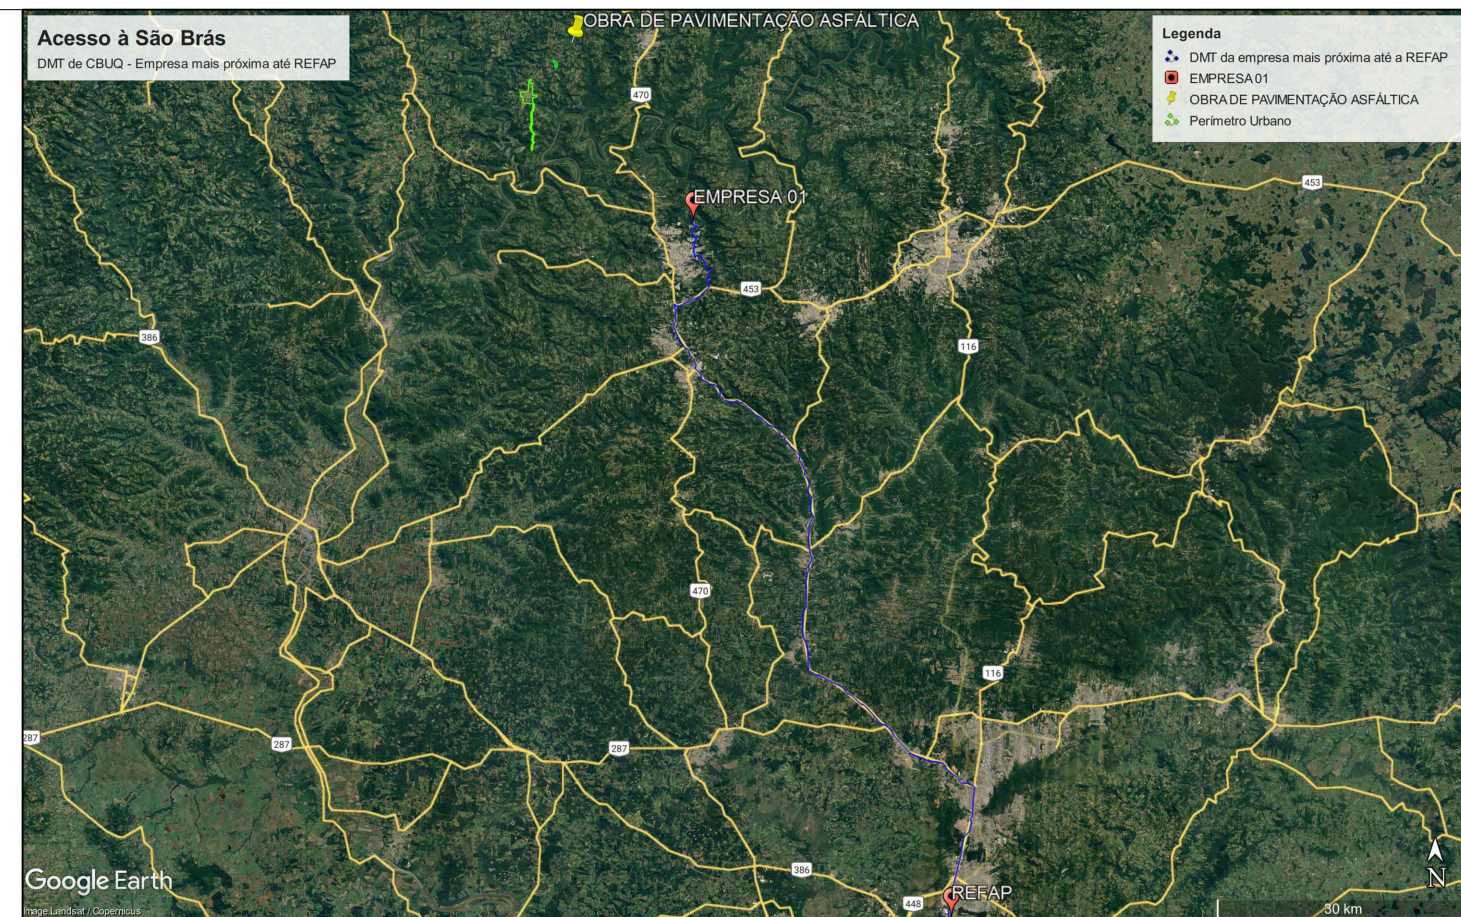 Acesso à São Brás
DMT de CBUQ - Empresa mais próxima até REFAP
OBRA DE PAVIMENTAÇÃO ASFÁLTICA
Legenda
DMT da empresa mais próxima até a REFAP
EMPRESA 01
OBRA DE PAVIMENTAÇÃO ASFÁLTICA
Perímetro Urbano
470
453
EMPRESA 01
453
386
116
470
116
287
287
287
386
448
REFAP
Google Earth
N
Image Landsat / Copernicus
30 km